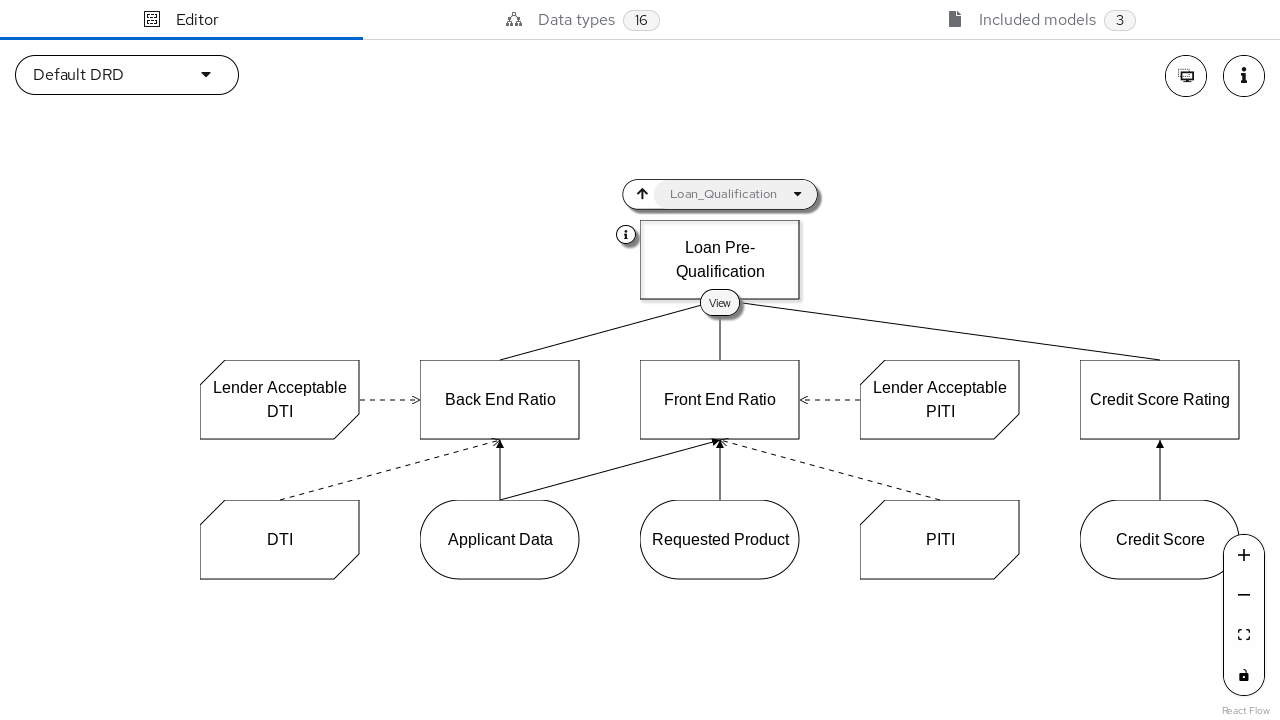 Editor
Data types 16
Included models 3
Default DRD
Loan_Qualification
Loan Pre-
Qualification
View
Lender Acceptable
DTI
Back End Ratio
Front End Ratio
Lender Acceptable
PITI
Credit Score Rating
DTI
Applicant Data
Requested Product
PITI
Credit Score
React Flow